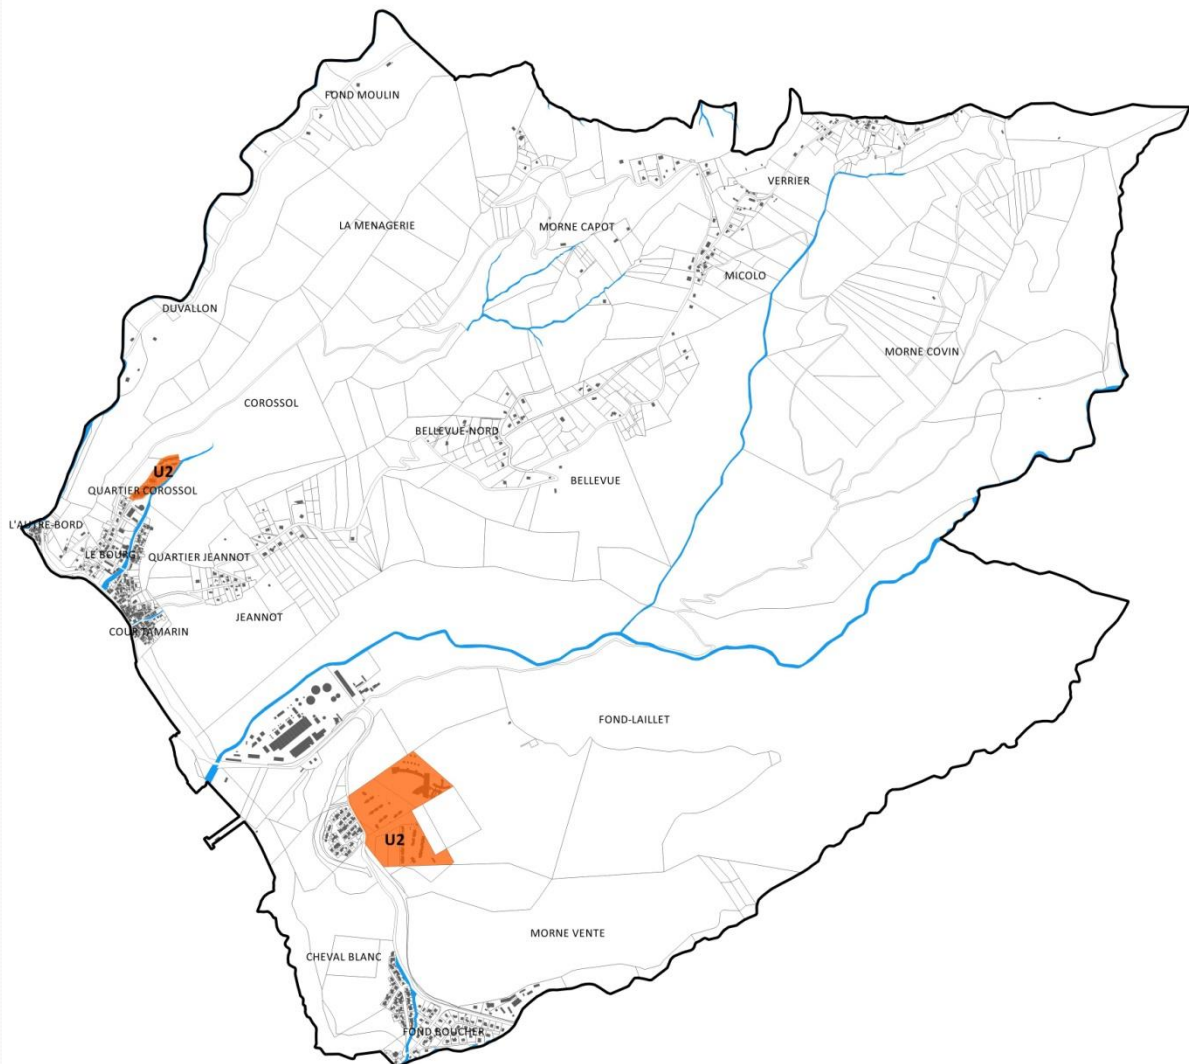 FOND MOULIN
VERRIER
LA MENAGERIE
MORNE CAPOT
MICOLO
DUVALLON
MORNE COVIN
COROSSOL
BELLEVUE-NORD
U2
BELLEVUE
QUARTIER COROSSOL
L'AUTRE-BORD
LE BOURG
QUARTIER JEANNOT
JEANNOT
COUR TAMARIN
FOND-LAILLET
U2
MORNE VENTE
CHEVAL BLANC
FOND BOUCHER